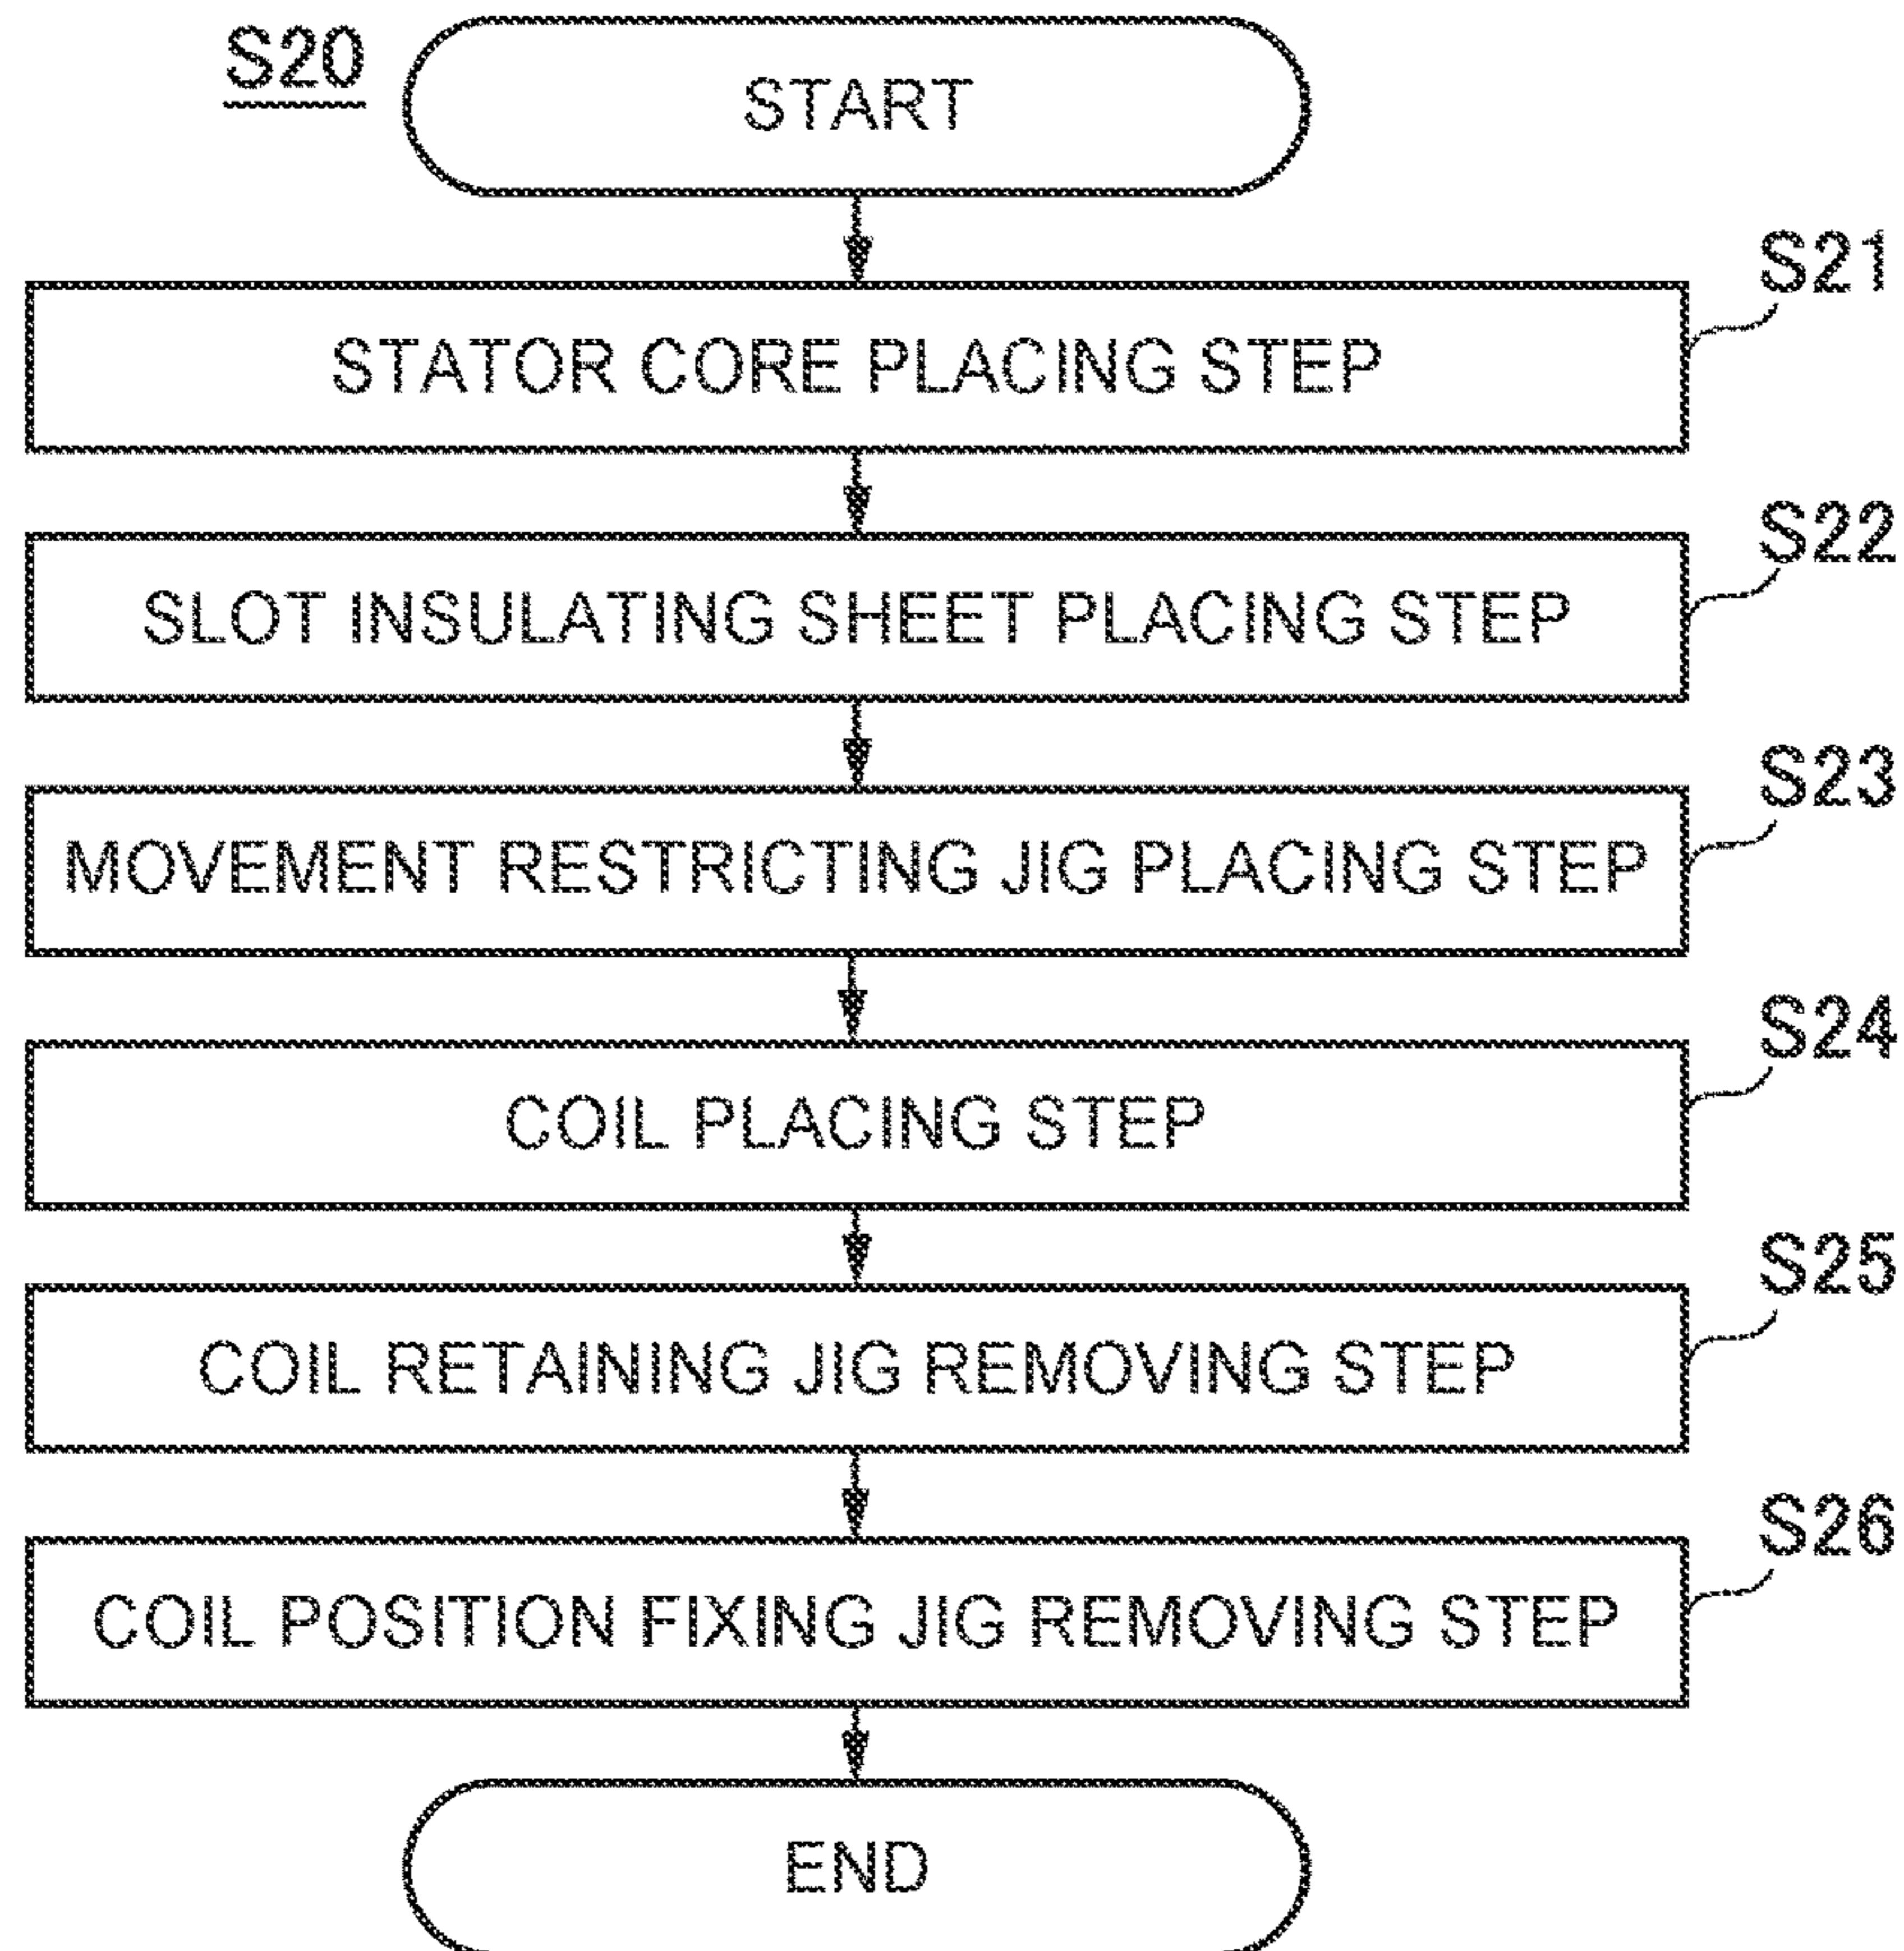 S20
START
S21
STATOR CORE PLACING STEP
S22
SLOT INSULATING SHEET PLACING STEP
S23
MOVEMENT RESTRICTING JIG PLACING STEP
S24
COIL PLACING STEP
S25
COIL RETAINING JIG REMOVING STEP
S26
COIL POSITION FIXING JIG REMOVING STEP
END